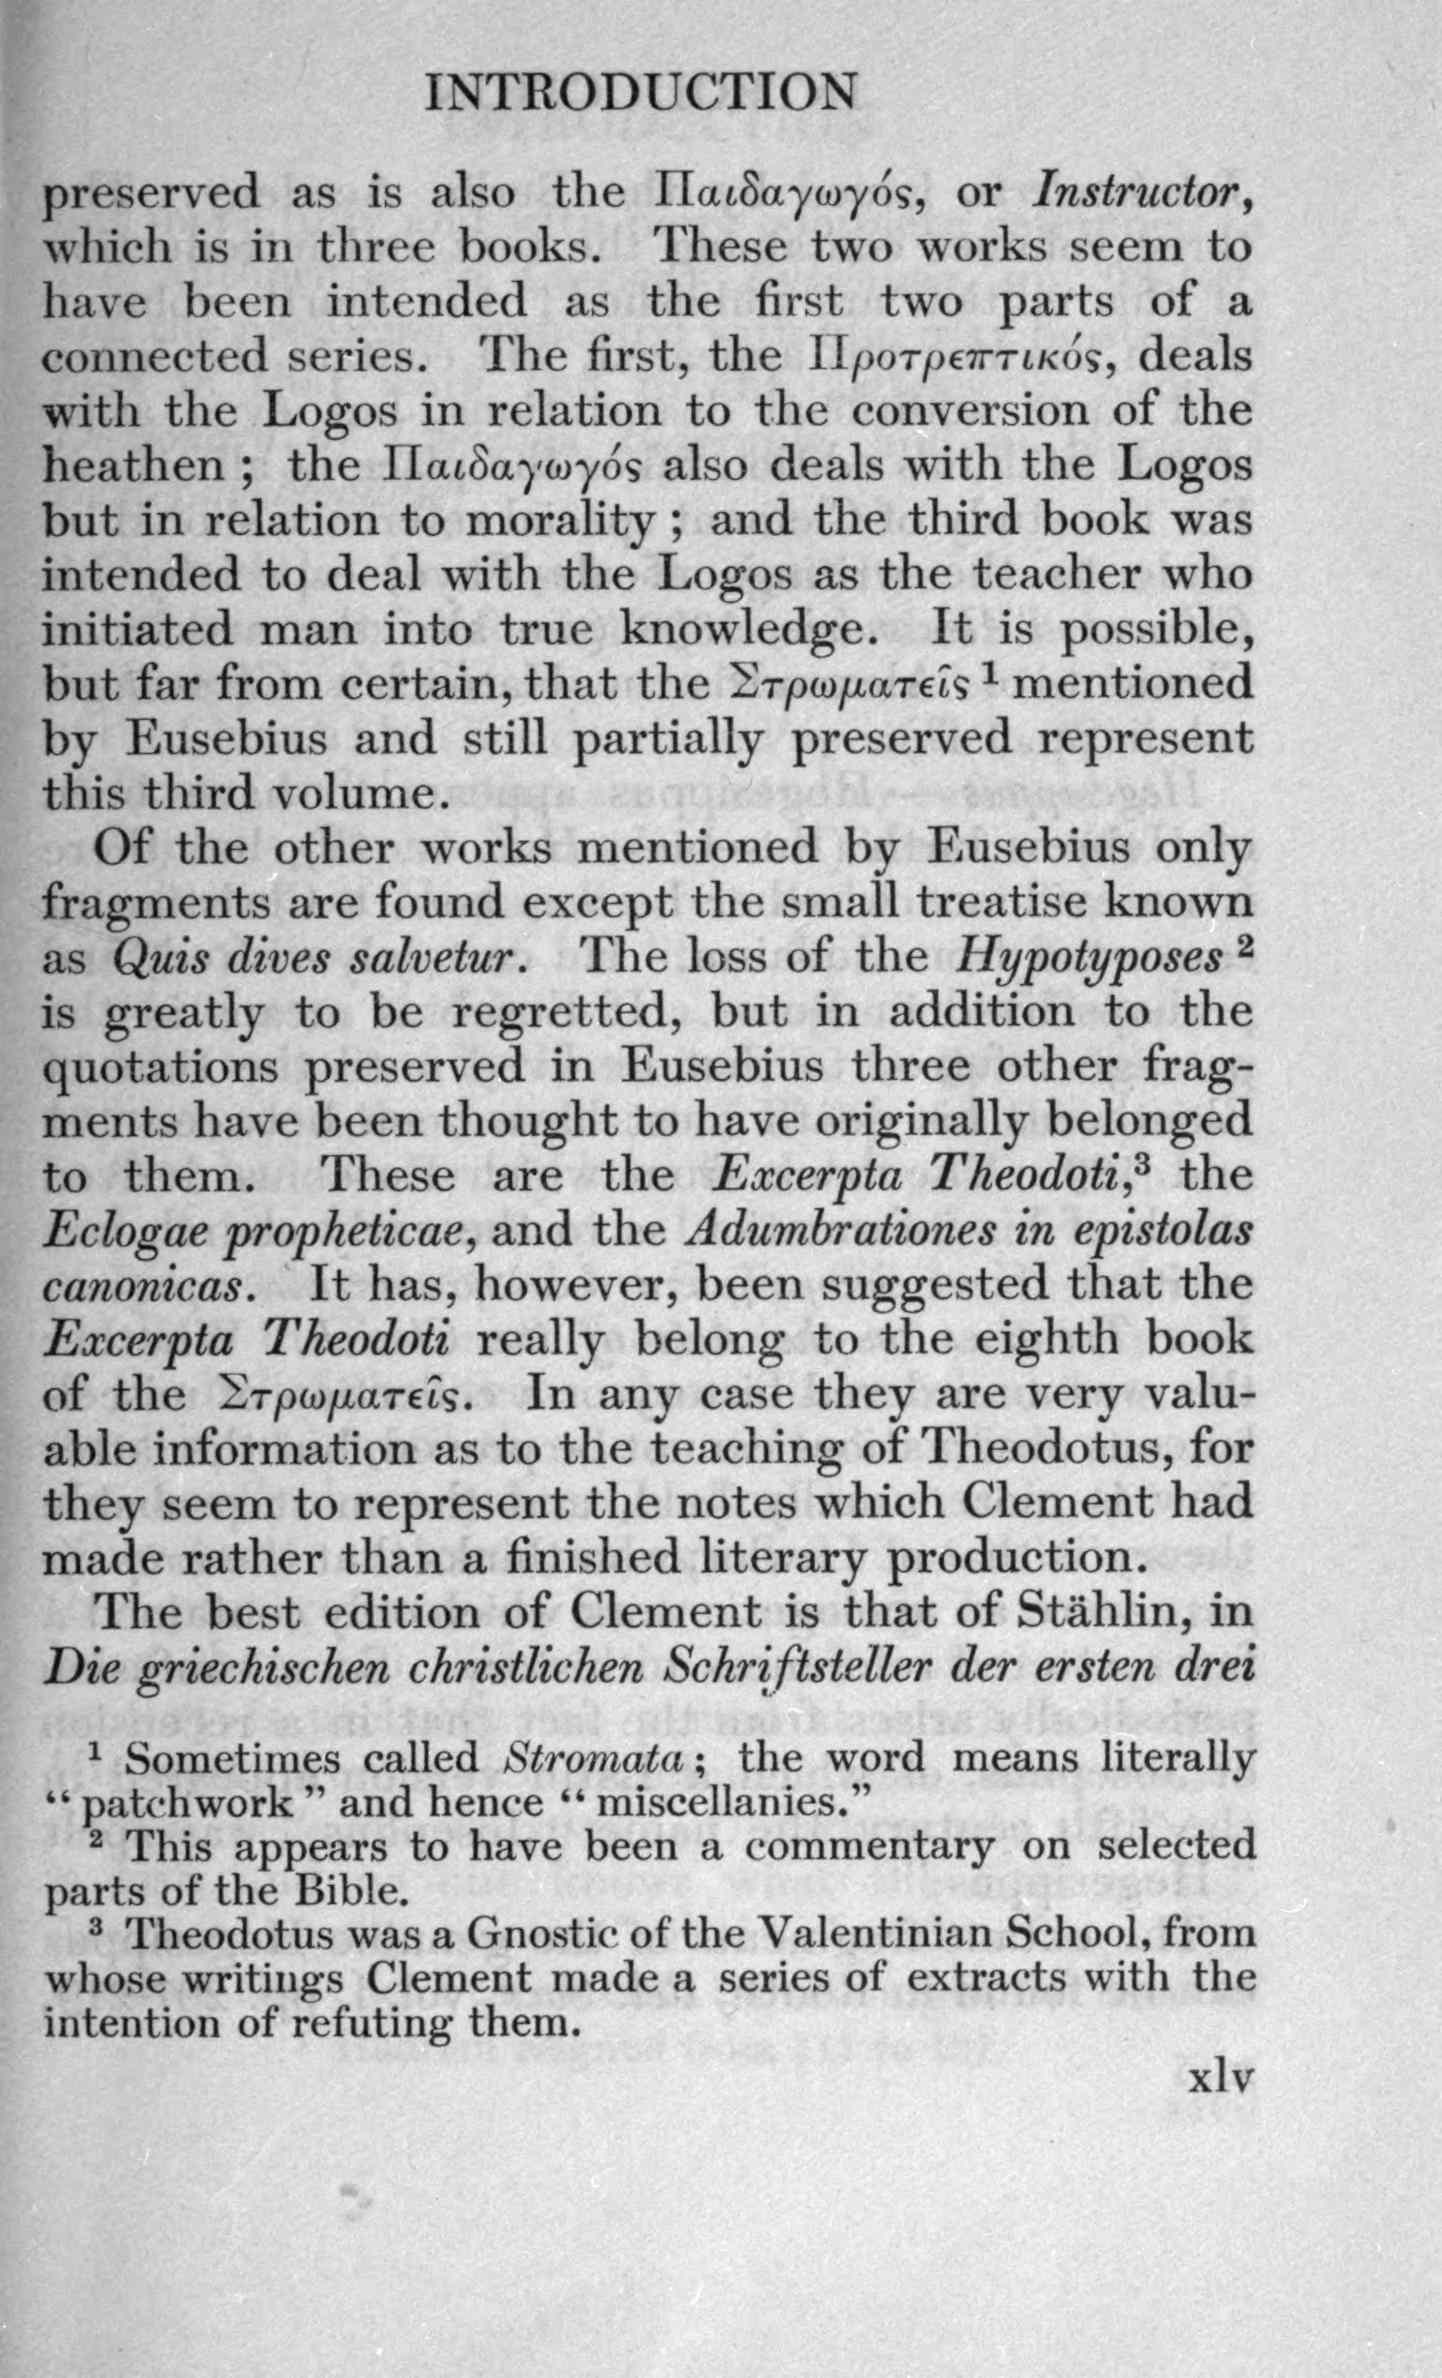 INTRODUCTION
preserved as is also the Παιδαγωγός, or Instructor,
which is in three books. These two works seem to
have been intended as the first two parts of a
connected series. The first, the Προτρεπτικός, deals
with the Logos in relation to the conversion of the
heathen ; the Παιδαγωγός also deals with the Logos
but in relation to morality ; and the third book was
intended to deal with the Logos as the teacher who
initiated man into true knowledge. It is possible,
but far from certain, that the Στρωματεῖς ¹ mentioned
by Eusebius and still partially preserved represent
this third volume.
Of the other works mentioned by Eusebius only
fragments are found except the small treatise known
as Quis dives salvetur. The loss of the Hypotyposes ²
is greatly to be regretted, but in addition to the
quotations preserved in Eusebius three other frag-
ments have been thought to have originally belonged
to them. These are the Excerpta Theodoti,³ the
Eclogae propheticae, and the Adumbrationes in epistolas
canonicas. It has, however, been suggested that the
Excerpta Theodoti really belong to the eighth book
of the Στρωματεῖς. In any case they are very valu-
able information as to the teaching of Theodotus, for
they seem to represent the notes which Clement had
made rather than a finished literary production.
The best edition of Clement is that of Stählin, in
Die griechischen christlichen Schriftsteller der ersten drei
¹ Sometimes called Stromata ; the word means literally
“ patchwork ” and hence “ miscellanies.”
² This appears to have been a commentary on selected
parts of the Bible.
³ Theodotus was a Gnostic of the Valentinian School, from
whose writings Clement made a series of extracts with the
intention of refuting them.
xlv